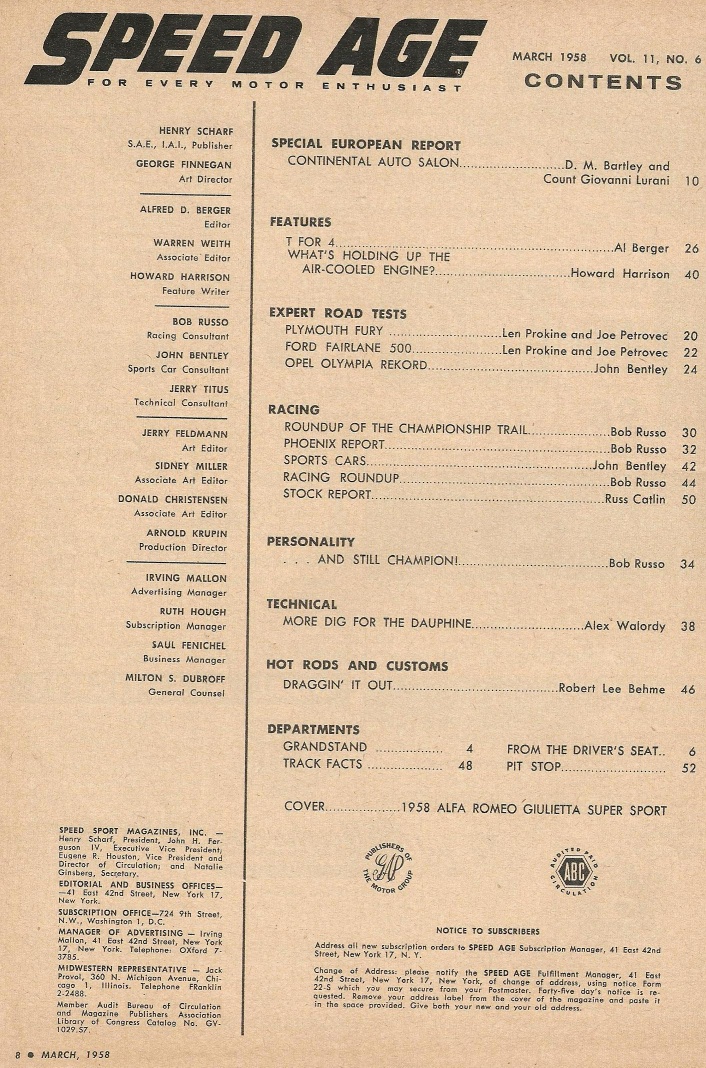 SPEED AGE
FOR EVERY MOTOR ENTHUSIAST
MARCH 1958 VOL. 11, NO. 6
CONTENTS
HENRY SCHARF
S.A.E., I.A.I., Publisher
GEORGE FINNEGAN
Art Director
ALFRED D. BERGER
Editor
WARREN WEITH
Associate Editor
HOWARD HARRISON
Feature Writer
BOB RUSSO
Racing Consultant
JOHN BENTLEY
Sports Car Consultant
JERRY TITUS
Technical Consultant
JERRY FELDMANN
Art Editor
SIDNEY MILLER
Associate Art Editor
DONALD CHRISTENSEN
Associate Art Editor
ARNOLD KRUPIN
Production Director
IRVING MALLON
Advertising Manager
RUTH HOUGH
Subscription Manager
SAUL FENICHEL
Business Manager
MILTON S. DUBROFF
General Counsel
SPEED SPORT MAGAZINES, INC. —
Henry Scharf, President, John H. Fer-
guson IV, Executive Vice President;
Eugene R. Houston, Vice President and
Director of Circulation; and Natalie
Ginsberg, Secretary.
EDITORIAL AND BUSINESS OFFICES—
—41 East 42nd Street, New York 17,
New York.
SUBSCRIPTION OFFICE—724 9th Street,
N.W., Washington 1, D.C.
MANAGER OF ADVERTISING — Irving
Mallon, 41 East 42nd Street, New York
17, New York. Telephone: OXford 7-
3785.
MIDWESTERN REPRESENTATIVE — Jack
Provol, 360 N. Michigan Avenue, Chi-
cago 1, Illinois. Telephone FRanklin
2-2488.
Member Audit Bureau of Circulation
and Magazine Publishers Association
Library of Congress Catalog No. GV-
1029.S7.
SPECIAL EUROPEAN REPORT
CONTINENTAL AUTO SALON........................D. M. Bartley and
Count Giovanni Lurani 10
FEATURES
T FOR 4...............................................................Al Berger 26
WHAT'S HOLDING UP THE
AIR-COOLED ENGINE?..............................Howard Harrison 40
EXPERT ROAD TESTS
PLYMOUTH FURY .........................Len Prokine and Joe Petrovec 20
FORD FAIRLANE 500....................Len Prokine and Joe Petrovec 22
OPEL OLYMPIA REKORD.....................................John Bentley 24
RACING
ROUNDUP OF THE CHAMPIONSHIP TRAIL...................Bob Russo 30
PHOENIX REPORT..................................................Bob Russo 32
SPORTS CARS...................................................John Bentley 42
RACING ROUNDUP...............................................Bob Russo 44
STOCK REPORT....................................................Russ Catlin 50
PERSONALITY
. . . AND STILL CHAMPION!..................................Bob Russo 34
TECHNICAL
MORE DIG FOR THE DAUPHINE.........................Alex Walordy 38
HOT RODS AND CUSTOMS
DRAGGIN' IT OUT.....................................Robert Lee Behme 46
DEPARTMENTS
GRANDSTAND ............... 4 FROM THE DRIVER'S SEAT.. 6
TRACK FACTS ................. 48 PIT STOP....................... 52
COVER.................1958 ALFA ROMEO GIULIETTA SUPER SPORT
PUBLISHERS OF
GAP
THE MOTOR GROUP
AUDITED PAID
ABC
CIRCULATION
NOTICE TO SUBSCRIBERS
Address all new subscription orders to SPEED AGE Subscription Manager, 41 East 42nd
Street, New York 17, N. Y.
Change of Address: please notify the SPEED AGE Fulfillment Manager, 41 East
42nd Street, New York 17, New York, of change of address, using notice Form
22-S which you may secure from your Postmaster. Forty-five day's notice is re-
quested. Remove your address label from the cover of the magazine and paste it
in the space provided. Give both your new and your old address.
8 ● MARCH, 1958